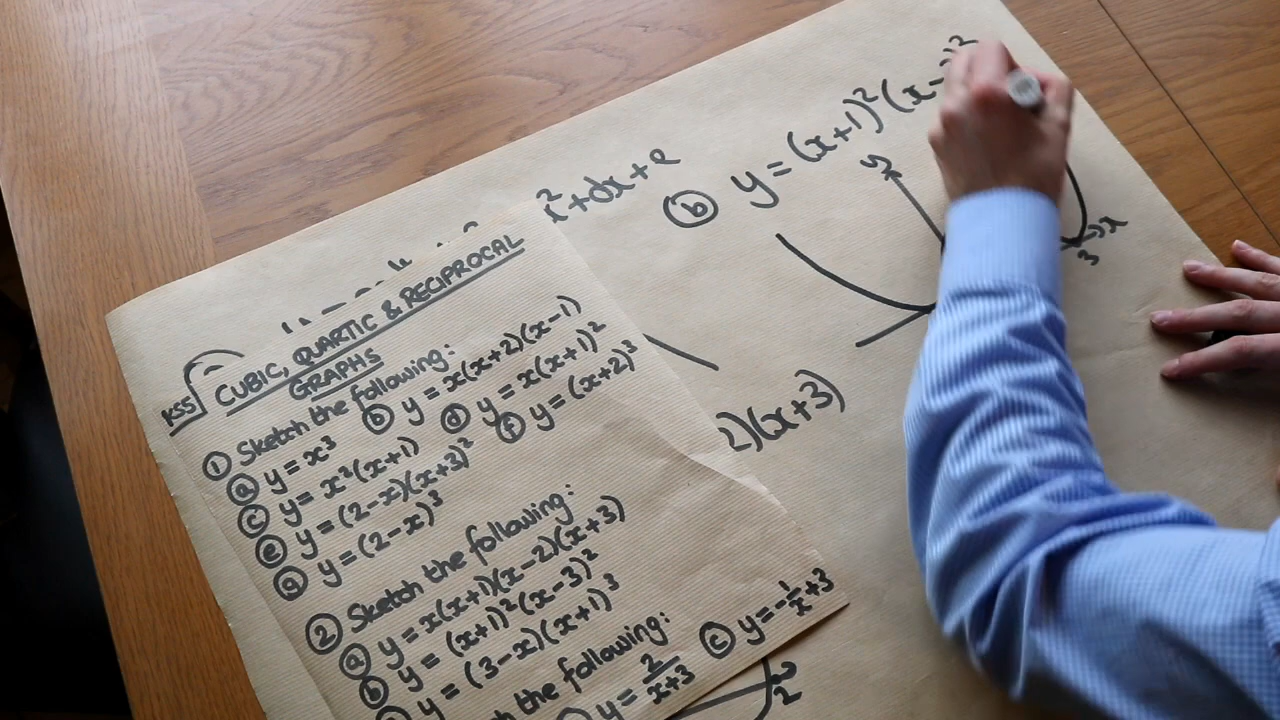 KS5
CUBIC, QUARTIC & RECIPROCAL
GRAPHS
① Sketch the following:
ⓐ y = x³ ⓑ y = x(x+2)(x-1)
ⓒ y = x²(x+1) ⓓ y = x(x+1)²
ⓔ y = (2-x)(x+3)² ⓕ y = (x+2)³
ⓖ y = (2-x)³
② Sketch the following:
ⓐ y = x(x+1)(x-2)(x+3)
ⓑ y = (x+1)²(x-3)²
y = (3-x)(x+1)³
the following:
y = 2/(x+3) ⓒ y = -1/x+3
x²+dx+e
ⓑ y = (x+1)²(x-
y
x
3
2)(x+3)
2